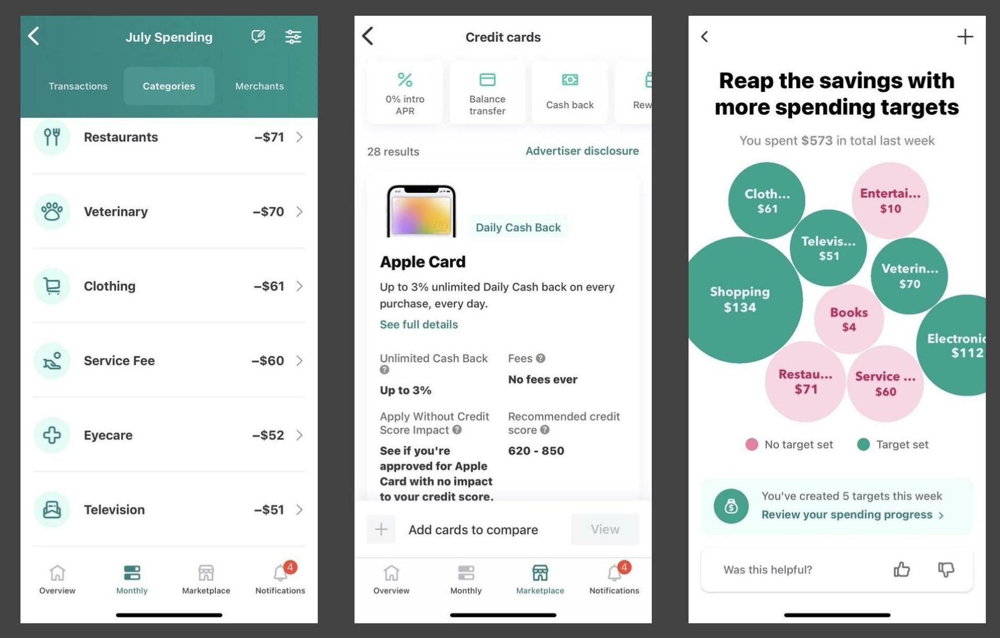 July Spending
Transactions
Categories
Merchants
Restaurants
–$71
Veterinary
–$70
Clothing
–$61
Service Fee
–$60
Eyecare
–$52
Television
–$51
Overview
Monthly
Marketplace
4
Notifications
Credit cards
0% intro
APR
Balance
transfer
Cash back
Rew
28 results
Advertiser disclosure
Daily Cash Back
Apple Card
Up to 3% unlimited Daily Cash back on every
purchase, every day.
See full details
Unlimited Cash Back
?
Up to 3%
Fees ?
No fees ever
Apply Without Credit
Score Impact ?
See if you're
approved for Apple
Card with no impact
to your credit score.
Recommended credit
score ?
620 - 850
Add cards to compare
View
Overview
Monthly
Marketplace
4
Notifications
Reap the savings with
more spending targets
You spent $573 in total last week
Cloth...
$61
Entertai...
$10
Televis...
$51
Veterin...
$70
Shopping
$134
Books
$4
Electronic
$112
Restau...
$71
Service ...
$60
No target set
Target set
You've created 5 targets this week
Review your spending progress >
Was this helpful?